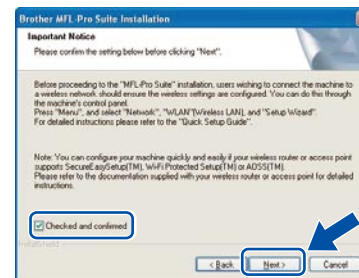 Brother MFL-Pro Suite Installation
Important Notice
Please confirm the setting below before clicking "Next".
Before proceeding to the "MFL-Pro Suite" installation, users wishing to connect the machine to
a wireless network should ensure the wireless settings are configured. You can do this through
the machine's control panel.
Press "Menu", and select "Network", "WLAN"(Wireless LAN), and "Setup Wizard".
For detailed instructions please refer to the "Quick Setup Guide".
Note: You can configure your machine quickly and easily if your wireless router or access point
supports SecureEasySetup(TM), Wi-Fi Protected Setup(TM) or AOSS(TM).
Please refer to the documentation supplied with your wireless router or access point for detailed
instructions.
Checked and confirmed
InstallShield
< Back
Next >
Cancel